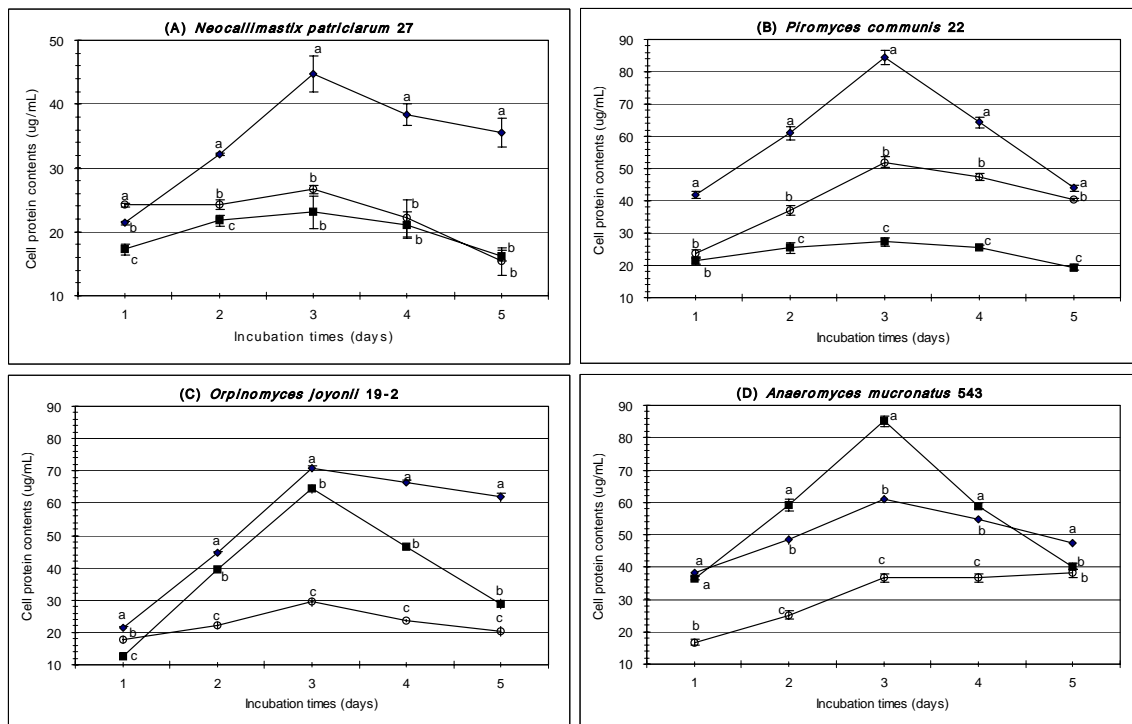 (A) Neocallimastix patriciarum 27
Cell protein contents (ug/mL)
50
a
a
a
40
a
30
a b b b
20
b c b b b
c b
10
1 2 3 4 5
Incubation times (days)
(B) Piromyces communis 22
Cell protein contents (ug/mL)
90
a
80
70
a a
60
b
50
b
a a
40
b b
30
b c c c
20
b c
10
1 2 3 4 5
Incubation times (days)
(C) Orpinomyces joyonii 19-2
Cell protein contents (ug/mL)
90
80
a a
70
a
b
60
50
a b
40
b
30
c b
a c c
20
b c
c
10
1 2 3 4 5
Incubation times (days)
(D) Anaeromyces mucronatus 543
Cell protein contents (ug/mL)
90
a
80
70
b
a a
60
b b a
50
a
40
c c b
a b
30
c
b
20
10
1 2 3 4 5
Incubation times (days)